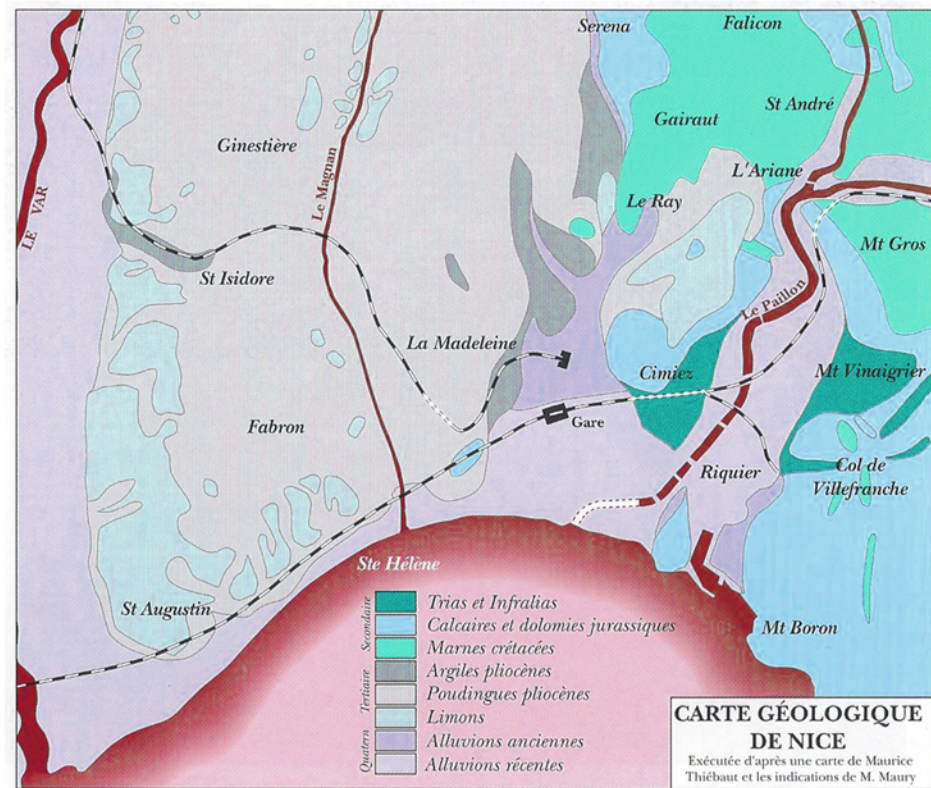 Serena
Falicon
St André
Gairaut
Ginestière
L'Ariane
Le Magnan
LE VAR
Le Ray
Mt Gros
St Isidore
Le Paillon
La Madeleine
Cimiez
Mt Vinaigrier
Gare
Fabron
Riquier
Col de
Villefranche
Ste Hélène
St Augustin
Mt Boron
Secondaire
Trias et Infralias
Calcaires et dolomies jurassiques
Marnes crétacées
Tertiaire
Argiles pliocènes
Poudingues pliocènes
Quatern
Limons
Alluvions anciennes
Alluvions récentes
CARTE GÉOLOGIQUE
DE NICE
Exécutée d'après une carte de Maurice
Thiébaut et les indications de M. Maury